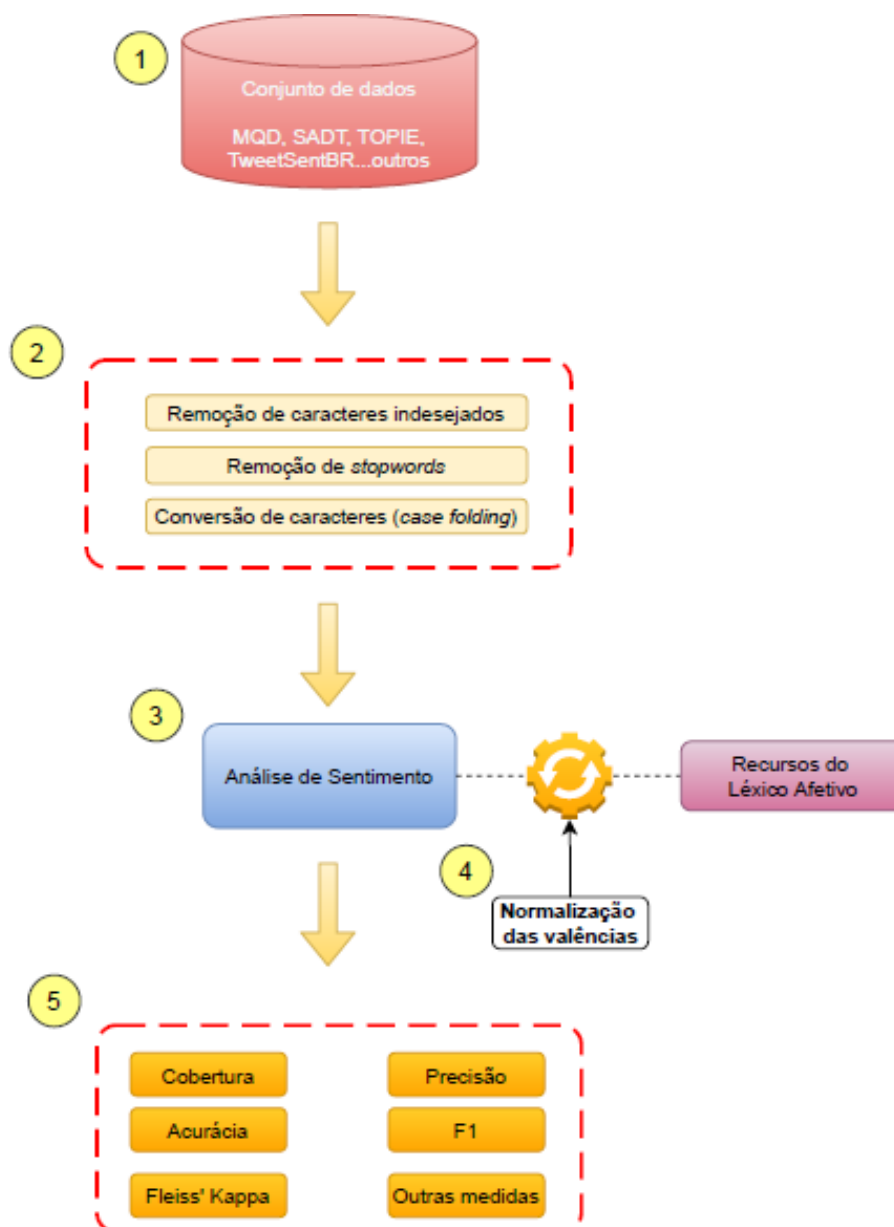 1
Conjunto de dados
MQD, SADT, TOPIE,
TweetSentBR...outros
2
Remoção de caracteres indesejados
Remoção de stopwords
Conversão de caracteres (case folding)
3
Análise de Sentimento
Recursos do
Léxico Afetivo
4
Normalização
das valências
5
Cobertura
Precisão
Acurácia
F1
Fleiss' Kappa
Outras medidas